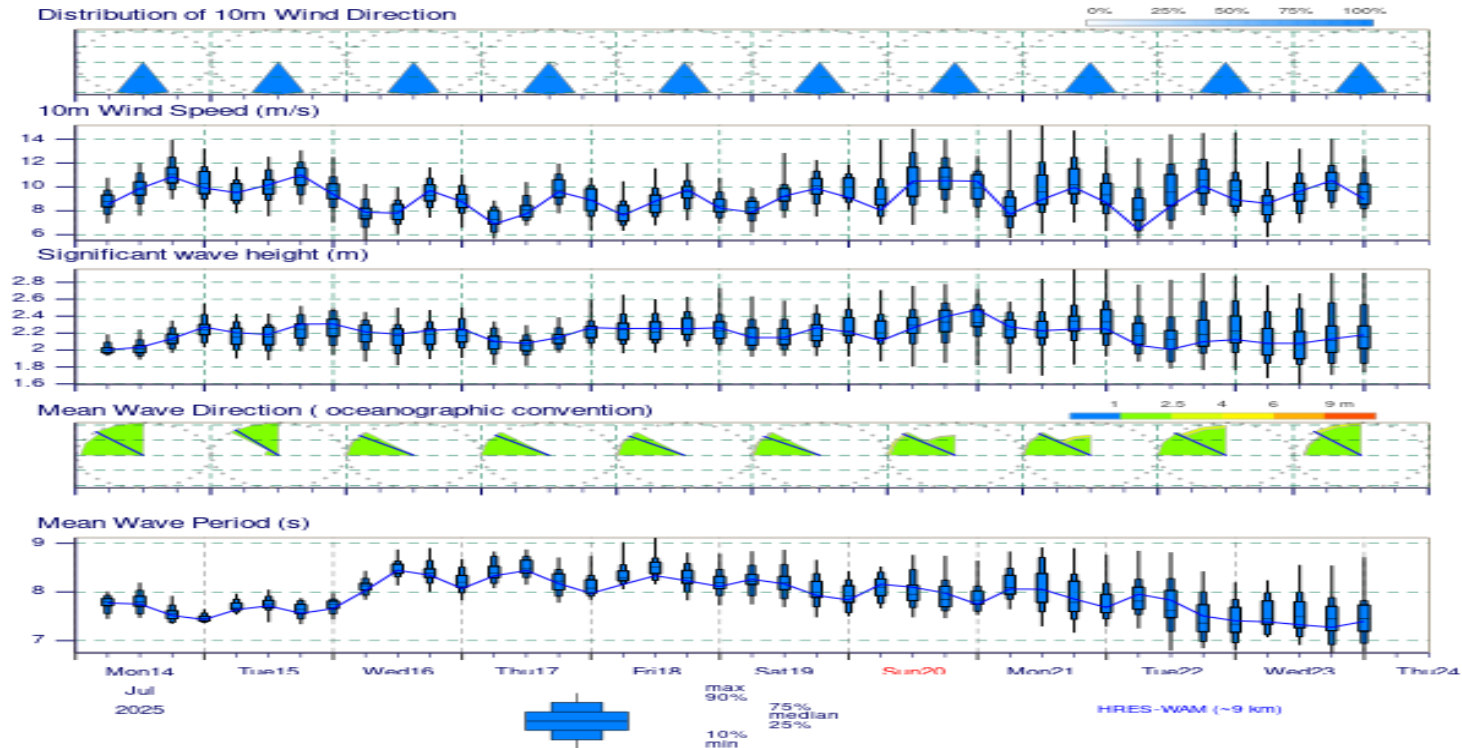 Distribution of 10m Wind Direction
0% 25% 50% 75% 100%
10m Wind Speed (m/s)
14
12
10
8
6
Significant wave height (m)
2.8
2.6
2.4
2.2
2
1.8
1.6
Mean Wave Direction ( oceanographic convention)
1 2.5 4 6 9 m
Mean Wave Period (s)
9
8
7
Mon14 Tue15 Wed16 Thu17 Fri18 Sat19 Sun20 Mon21 Tue22 Wed23 Thu24
Jul
2025
max
90%
75%
median
25%
10%
min
HRES-WAM (~9 km)